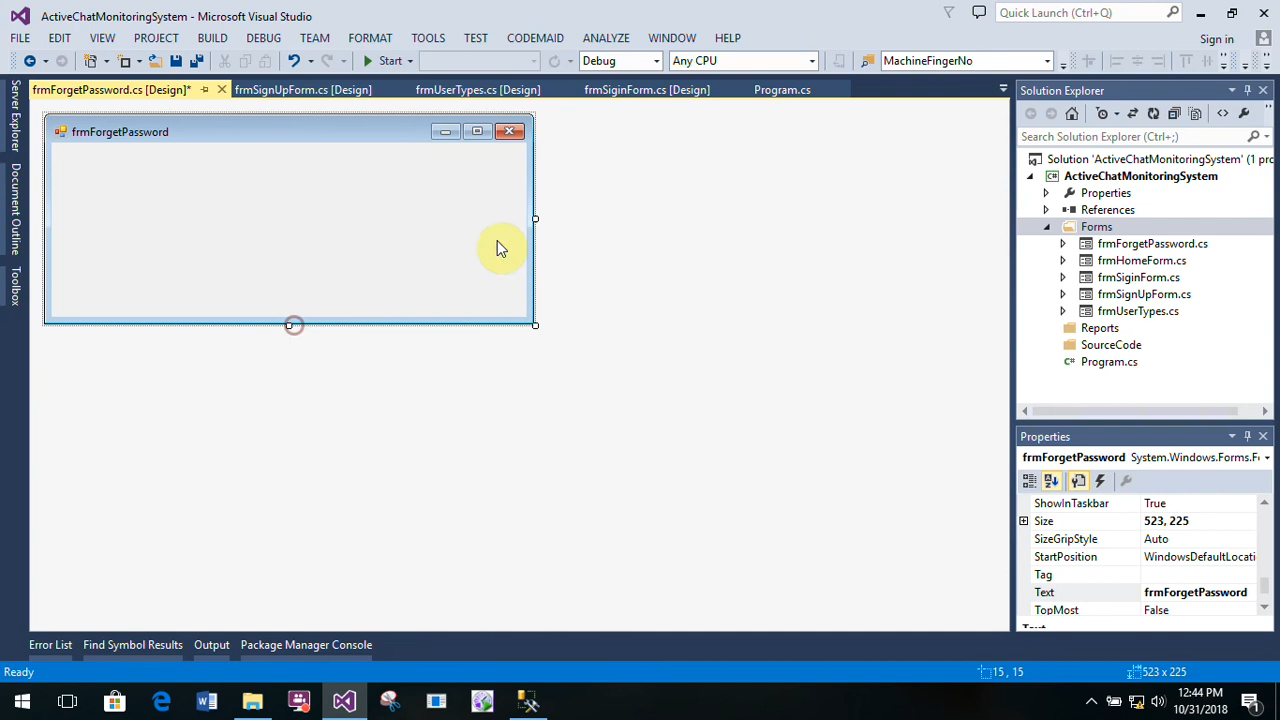 ActiveChatMonitoringSystem - Microsoft Visual Studio
Quick Launch (Ctrl+Q)
FILE EDIT VIEW PROJECT BUILD DEBUG TEAM FORMAT TOOLS TEST CODEMAID ANALYZE WINDOW HELP
Sign in
Start
Debug
Any CPU
MachineFingerNo
frmForgetPassword.cs [Design]*
frmSignUpForm.cs [Design]
frmUserTypes.cs [Design]
frmSiginForm.cs [Design]
Program.cs
Server Explorer
Document Outline
Toolbox
frmForgetPassword
Solution Explorer
Search Solution Explorer (Ctrl+;)
Solution 'ActiveChatMonitoringSystem' (1 pro
ActiveChatMonitoringSystem
Properties
References
Forms
frmForgetPassword.cs
frmHomeForm.cs
frmSiginForm.cs
frmSignUpForm.cs
frmUserTypes.cs
Reports
SourceCode
Program.cs
Properties
frmForgetPassword System.Windows.Forms.Fo
ShowInTaskbar True
Size 523, 225
SizeGripStyle Auto
StartPosition WindowsDefaultLocati
Tag
Text frmForgetPassword
TopMost False
Error List Find Symbol Results Output Package Manager Console
Ready
15 , 15
523 x 225
12:44 PM
10/31/2018